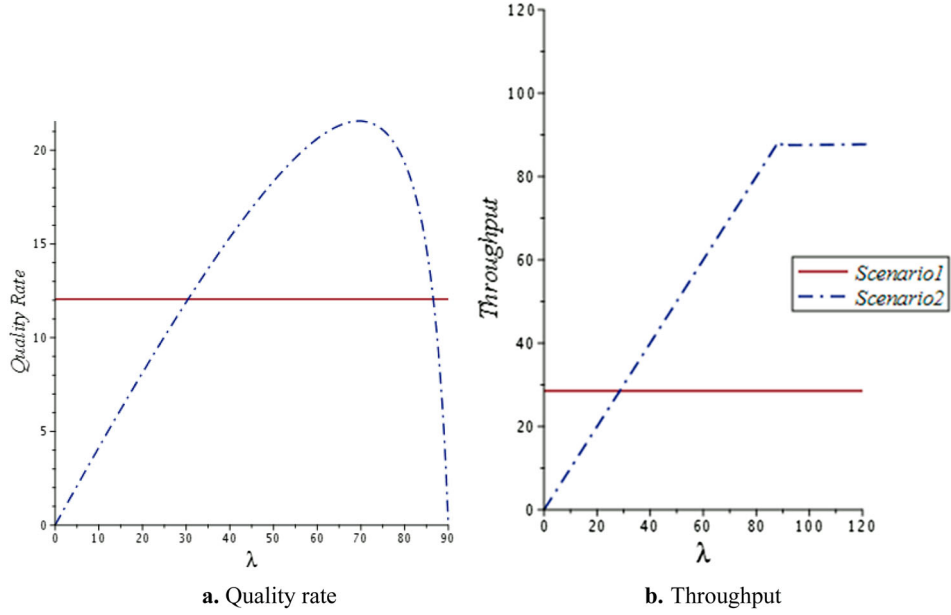 20
15
10
5
0
Quality Rate
0 10 20 30 40 50 60 70 80 90
λ
a. Quality rate
120
100
80
60
40
20
0
Throughput
0 20 40 60 80 100 120
λ
Scenario1
Scenario2
b. Throughput